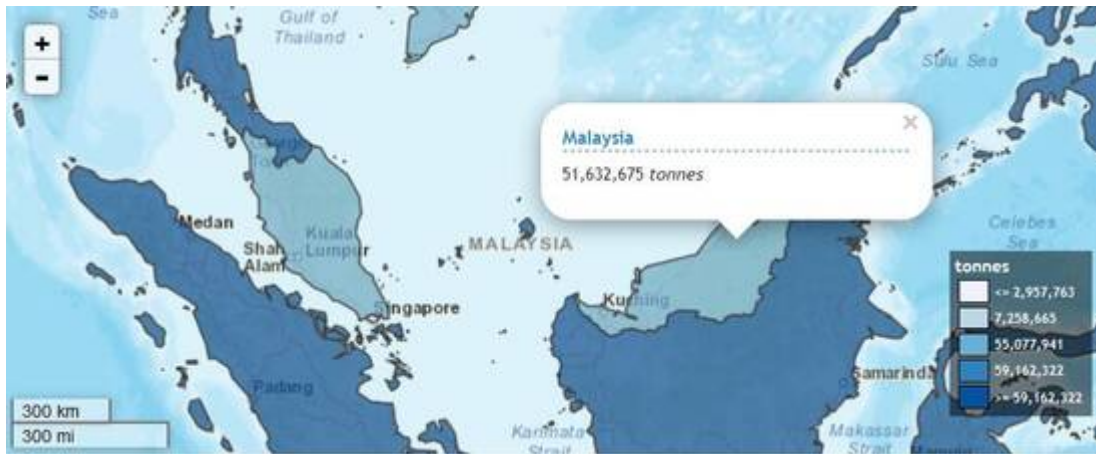 Sea
Gulf of
Thailand
+
−
Sulu Sea
Malaysia
×
51,632,675 tonnes
Medan
Kuala
Lumpur
Shah
Alam
MALAYSIA
Celebes
Sea
Kuching
Singapore
tonnes
<= 2,957,763
7,258,665
55,077,941
59,162,322
>= 59,162,322
Padang
Samarinda
300 km
300 mi
Karimata
Strait
Makassar
Strait